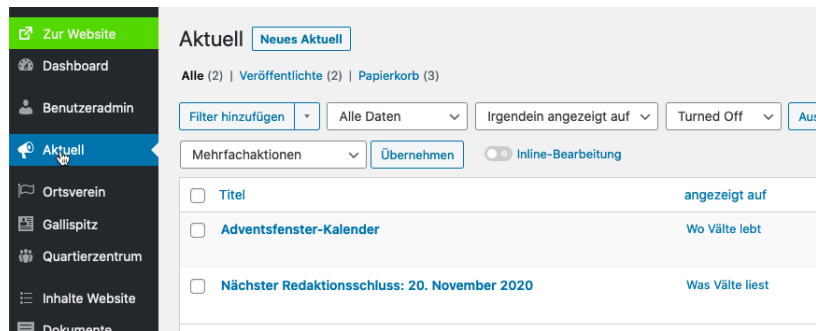 Zur Website
Dashboard
Benutzeradmin
Aktuell
Ortsverein
Gallispitz
Quartierzentrum
Inhalte Website
Dokumente
Aktuell Neues Aktuell
Alle (2) | Veröffentlichte (2) | Papierkorb (3)
Filter hinzufügen Alle Daten Irgendein angezeigt auf Turned Off
Mehrfachaktionen Übernehmen Inline-Bearbeitung
Titel angezeigt auf
Adventsfenster-Kalender Wo Välte lebt
Nächster Redaktionsschluss: 20. November 2020 Was Välte liest